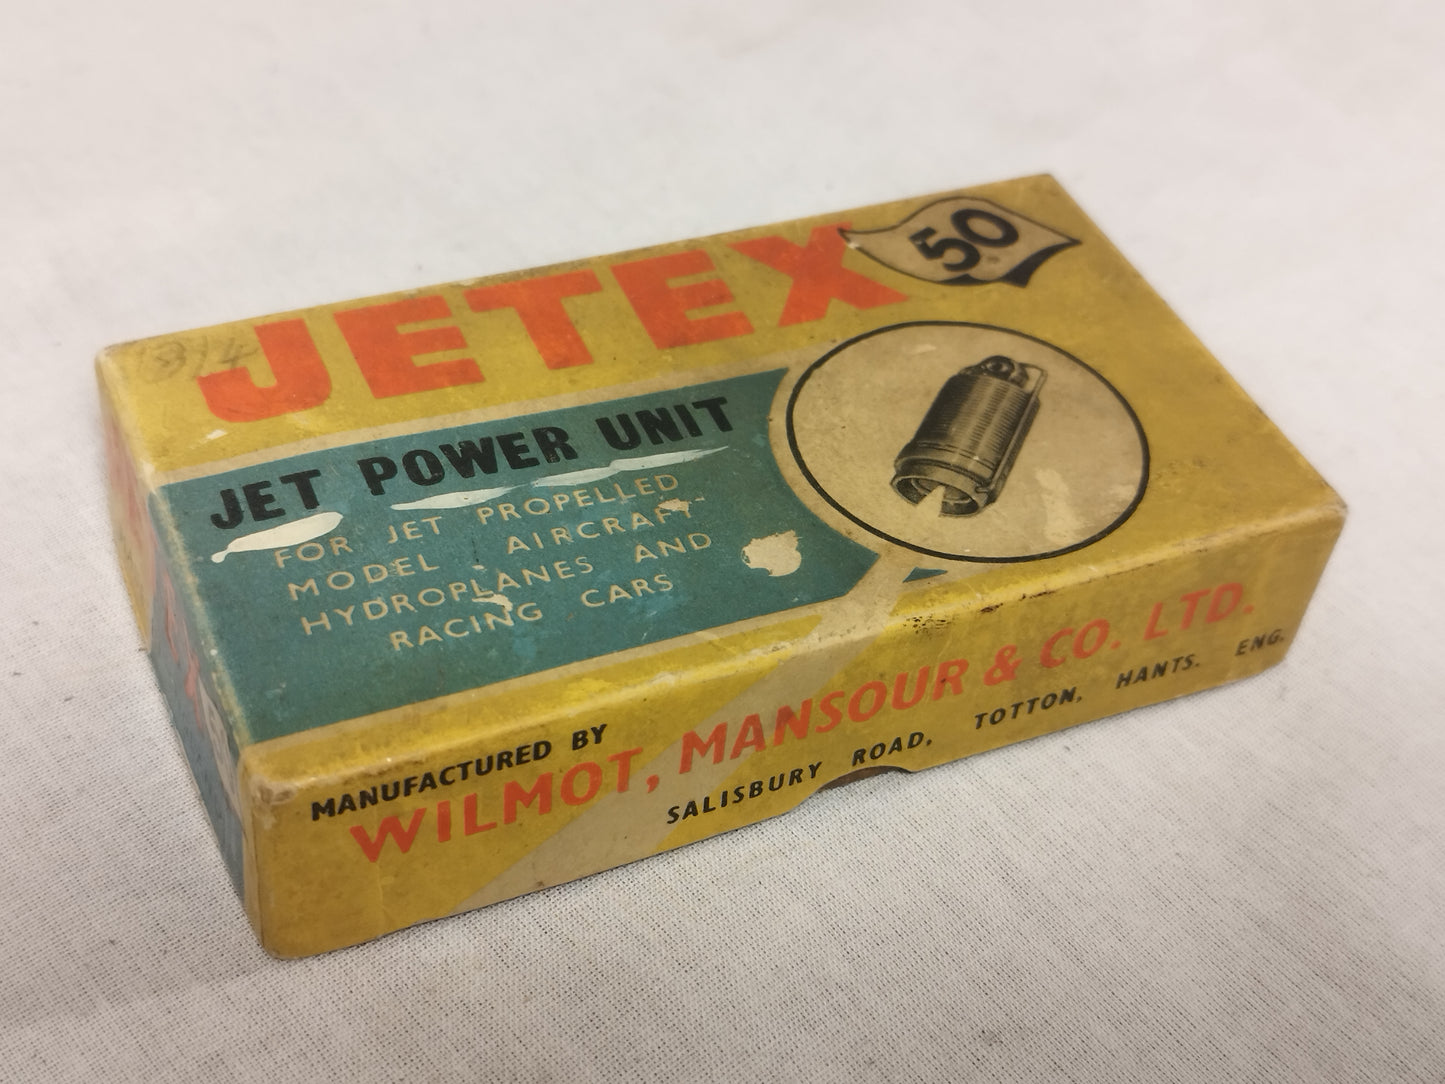 JETEX
50
JET POWER UNIT
FOR JET PROPELLED
MODEL AIRCRAFT
HYDROPLANES AND
RACING CARS
MANUFACTURED BY
WILMOT, MANSOUR & CO. LTD.
SALISBURY ROAD, TOTTON, HANTS. ENG.